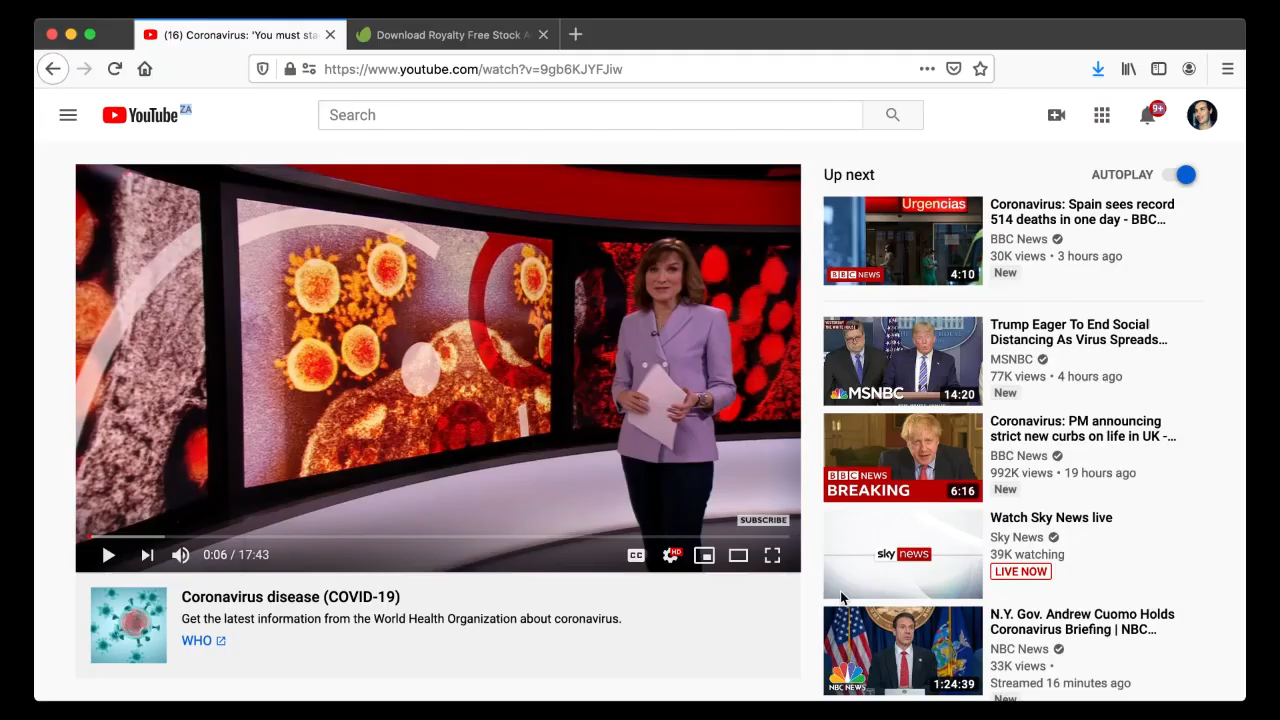 (16) Coronavirus: 'You must sta
Download Royalty Free Stock A
https://www.youtube.com/watch?v=9gb6KJYFJiw
YouTube ZA
Search
9+
SUBSCRIBE
0:06 / 17:43
CC
HD
Coronavirus disease (COVID-19)
Get the latest information from the World Health Organization about coronavirus.
WHO
Up next
AUTOPLAY
Urgencias
BBC NEWS
4:10
Coronavirus: Spain sees record
514 deaths in one day - BBC…
BBC News
30K views • 3 hours ago
New
MSNBC
14:20
Trump Eager To End Social
Distancing As Virus Spreads…
MSNBC
77K views • 4 hours ago
New
BBC NEWS
BREAKING
6:16
Coronavirus: PM announcing
strict new curbs on life in UK -…
BBC News
992K views • 19 hours ago
New
sky news
Watch Sky News live
Sky News
39K watching
LIVE NOW
NBC NEWS
1:24:39
N.Y. Gov. Andrew Cuomo Holds
Coronavirus Briefing | NBC…
NBC News
33K views •
Streamed 16 minutes ago
New